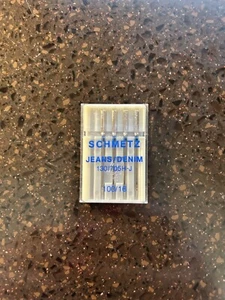 SCHMETZ
JEANS/DENIM
130/705H-J
100/16